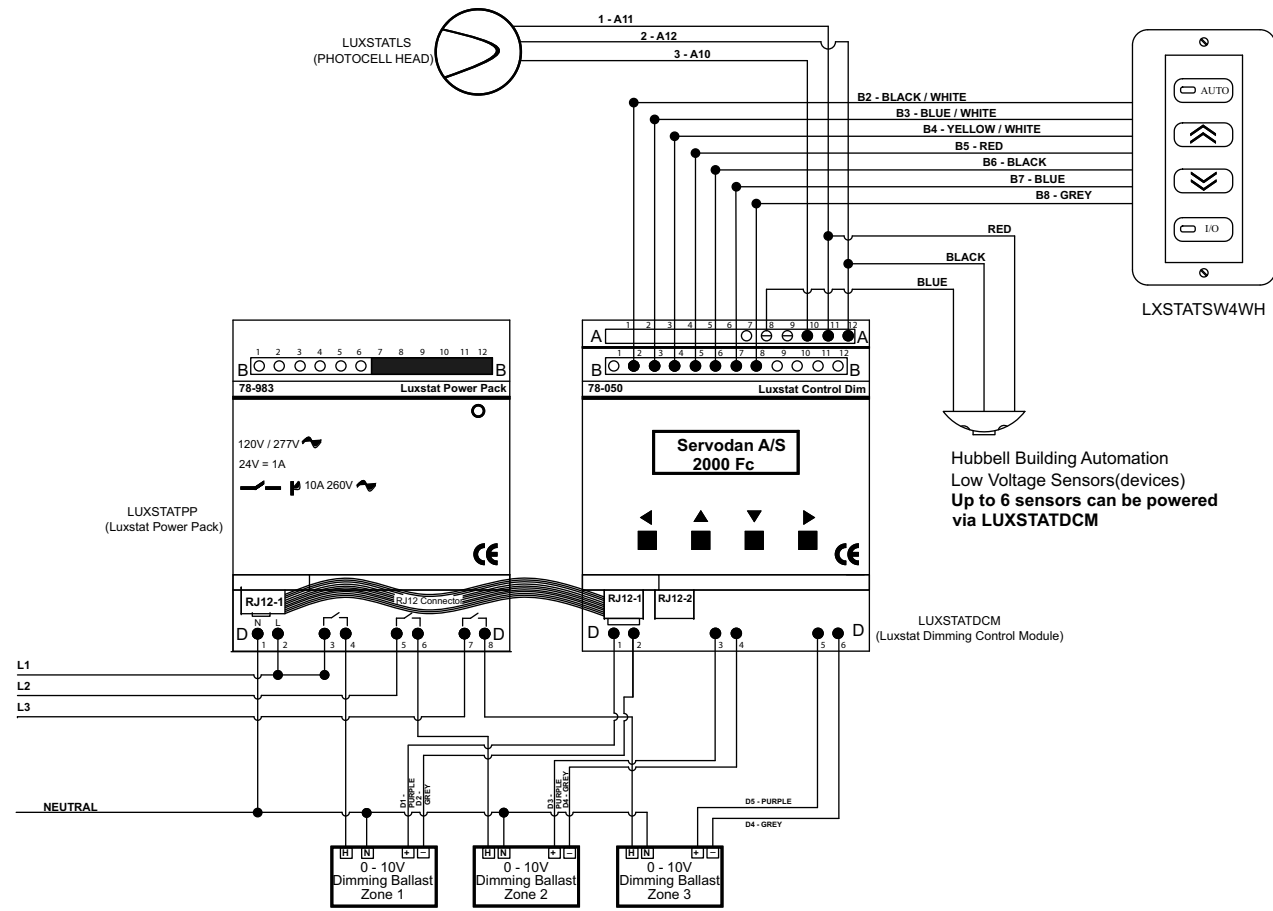 1 - A11
2 - A12
3 - A10
LUXSTATLS
(PHOTOCELL HEAD)
B2 - BLACK / WHITE
B3 - BLUE / WHITE
B4 - YELLOW / WHITE
B5 - RED
B6 - BLACK
B7 - BLUE
B8 - GREY
AUTO
I/O
LXSTATSW4WH
RED
BLACK
BLUE
A 1 2 3 4 5 6 7 8 9 10 11 12 A
B 1 2 3 4 5 6 7 8 9 10 11 12 B
78-983 Luxstat Power Pack
B 1 2 3 4 5 6 7 8 9 10 11 12 B
78-050 Luxstat Control Dim
120V / 277V
24V = 1A
10A 260V
CE
Servodan A/S
2000 Fc
CE
Hubbell Building Automation
Low Voltage Sensors(devices)
Up to 6 sensors can be powered
via LUXSTATDCM
LUXSTATPP
(Luxstat Power Pack)
RJ12-1
RJ12 Connector
RJ12-1
RJ12-2
N L
D 1 2 3 4 5 6 7 8 D
D 1 2 3 4 5 6 D
LUXSTATDCM
(Luxstat Dimming Control Module)
L1
L2
L3
NEUTRAL
D1 -
PURPLE
D2 -
GREY
D3 -
PURPLE
D4 - GREY
D5 - PURPLE
D4 - GREY
H N + –
0 - 10V
Dimming Ballast
Zone 1
H N + –
0 - 10V
Dimming Ballast
Zone 2
H N + –
0 - 10V
Dimming Ballast
Zone 3